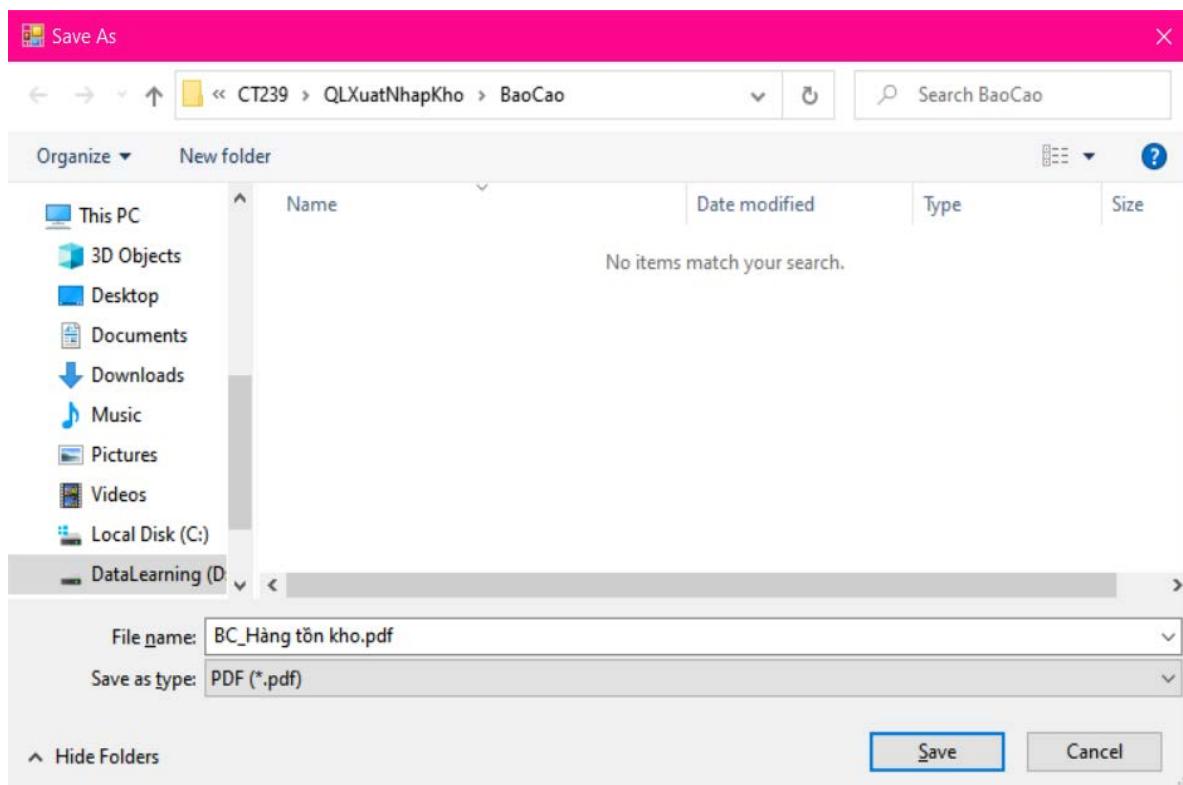 Save As
« CT239 › QLXuatNhapKho › BaoCao
Search BaoCao
Organize
New folder
?
Name
Date modified
Type
Size
No items match your search.
This PC
3D Objects
Desktop
Documents
Downloads
Music
Pictures
Videos
Local Disk (C:)
DataLearning (D:
File name: BC_Hàng tồn kho.pdf
Save as type: PDF (*.pdf)
Hide Folders
Save
Cancel